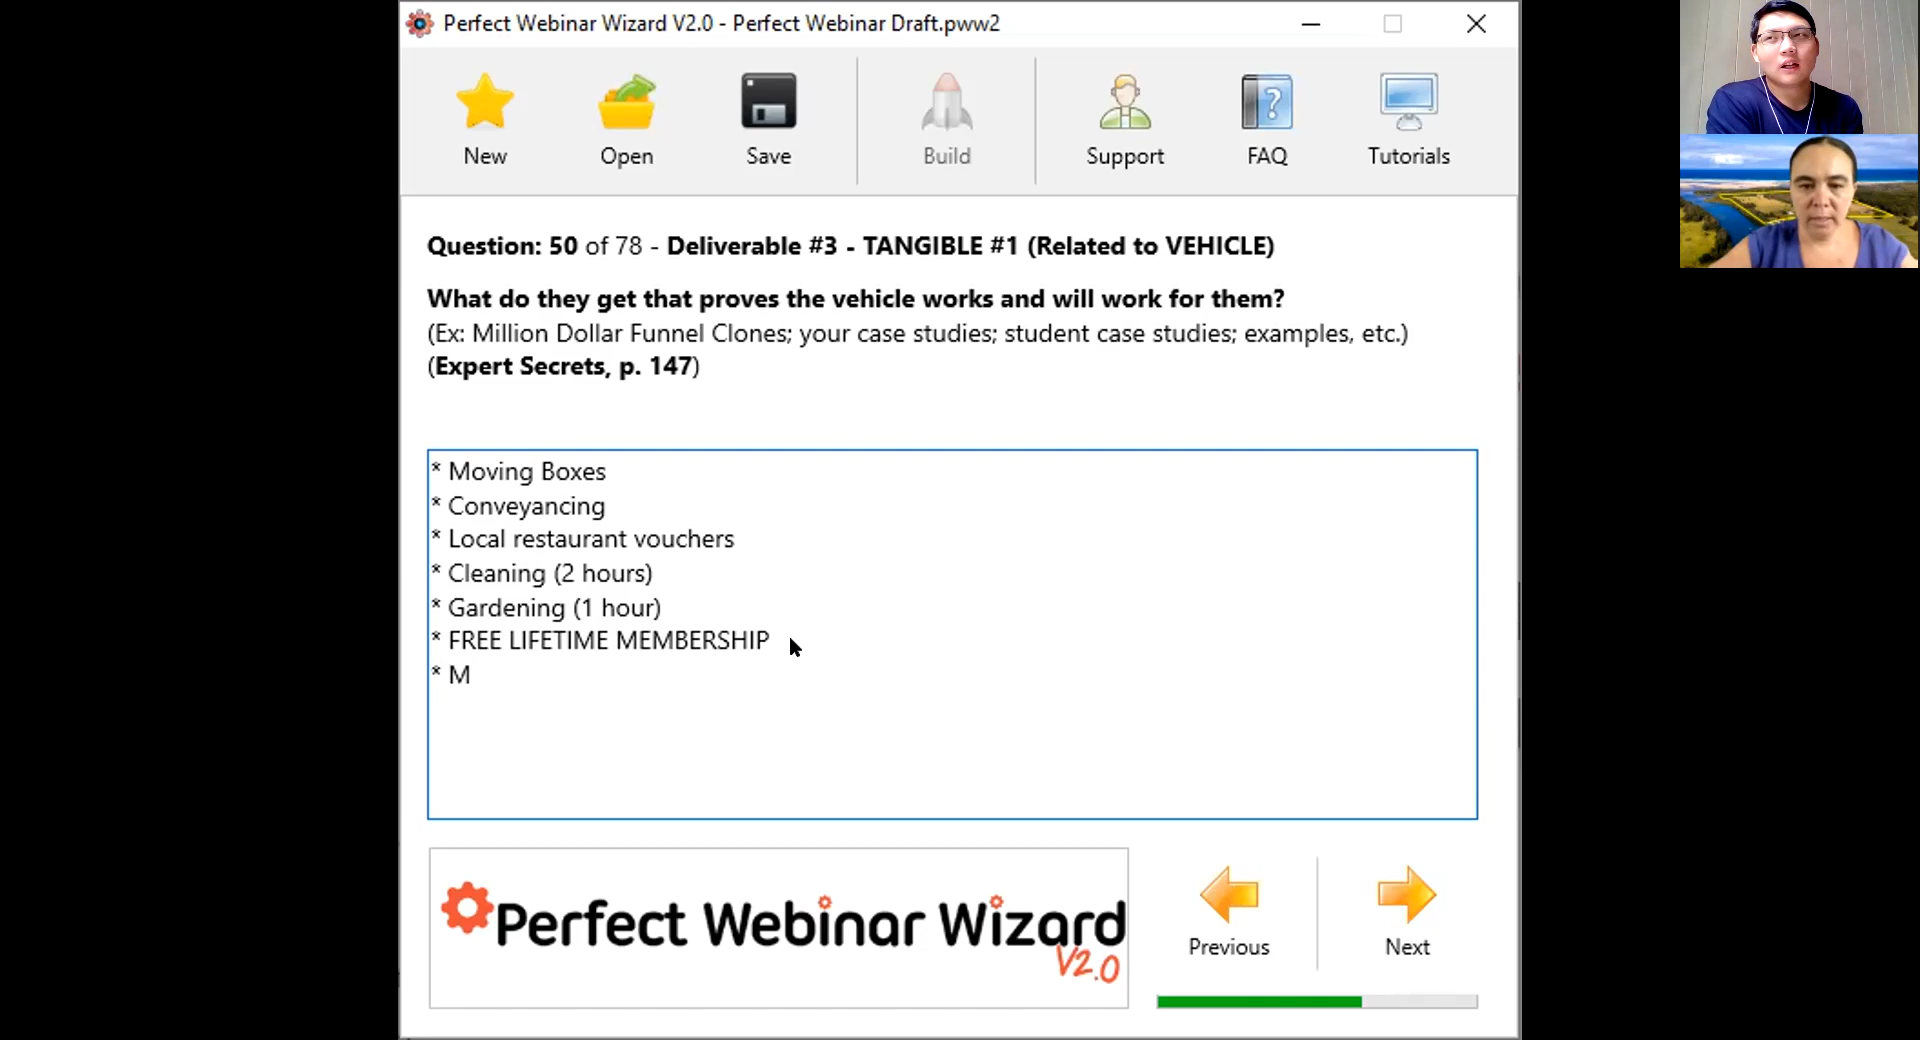 Perfect Webinar Wizard V2.0 - Perfect Webinar Draft.pww2
New Open Save Build Support FAQ Tutorials
Question: 50 of 78 - Deliverable #3 - TANGIBLE #1 (Related to VEHICLE)
What do they get that proves the vehicle works and will work for them?
(Ex: Million Dollar Funnel Clones; your case studies; student case studies; examples, etc.)
(Expert Secrets, p. 147)
* Moving Boxes
* Conveyancing
* Local restaurant vouchers
* Cleaning (2 hours)
* Gardening (1 hour)
* FREE LIFETIME MEMBERSHIP
* M
Perfect Webinar Wizard
V2.0
Previous Next